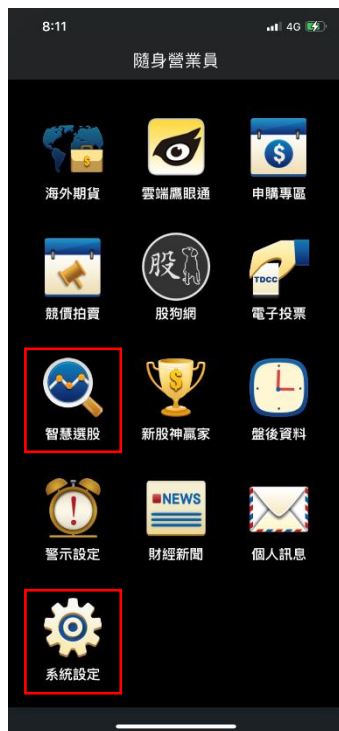 8:11
4G
隨身營業員
$
海外期貨
雲端鷹眼通
$
申購專區
競價拍賣
股
股狗網
TDCC
電子投票
智慧選股
$
新股神贏家
盤後資料
!
警示設定
NEWS
財經新聞
個人訊息
系統設定